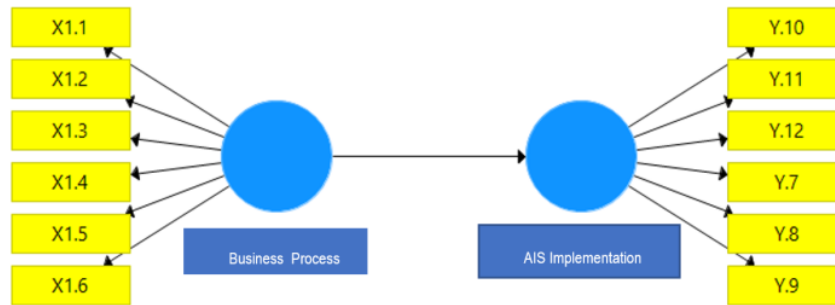 X1.1
X1.2
X1.3
X1.4
X1.5
X1.6
Business Process
AIS Implementation
Y.10
Y.11
Y.12
Y.7
Y.8
Y.9